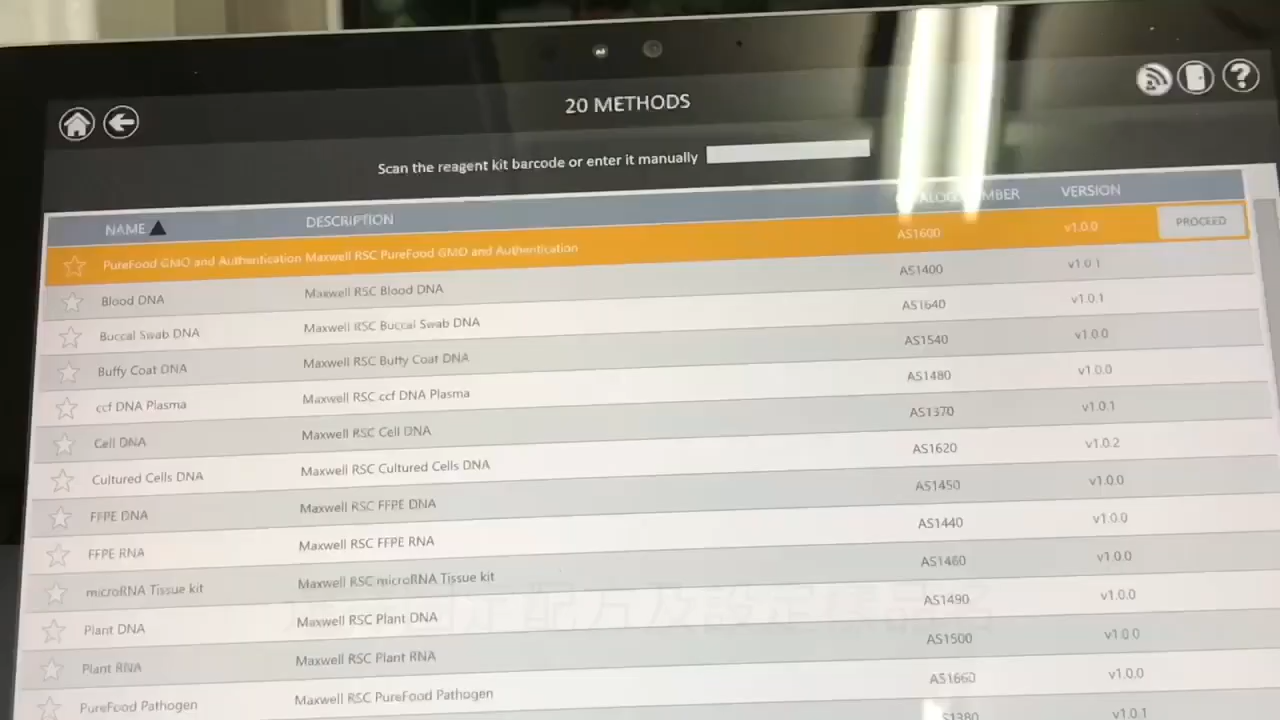 20 METHODS
Scan the reagent kit barcode or enter it manually
NAME DESCRIPTION VERSION
PureFood GMO and Authentication Maxwell RSC PureFood GMO and Authentication AS1600 v1.0.0 PROCEED
Blood DNA Maxwell RSC Blood DNA AS1400 v1.0.1
Buccal Swab DNA Maxwell RSC Buccal Swab DNA AS1640 v1.0.1
Buffy Coat DNA Maxwell RSC Buffy Coat DNA AS1540 v1.0.0
ccf DNA Plasma Maxwell RSC ccf DNA Plasma AS1480 v1.0.0
Cell DNA Maxwell RSC Cell DNA AS1370 v1.0.1
Cultured Cells DNA Maxwell RSC Cultured Cells DNA AS1620 v1.0.2
FFPE DNA Maxwell RSC FFPE DNA AS1450 v1.0.0
FFPE RNA Maxwell RSC FFPE RNA AS1440 v1.0.0
microRNA Tissue kit Maxwell RSC microRNA Tissue kit AS1460 v1.0.0
Plant DNA Maxwell RSC Plant DNA AS1490 v1.0.0
Plant RNA Maxwell RSC Plant RNA AS1500 v1.0.0
PureFood Pathogen Maxwell RSC PureFood Pathogen AS1660 v1.0.0
AS1380 v1.0.1
固定配方及設定